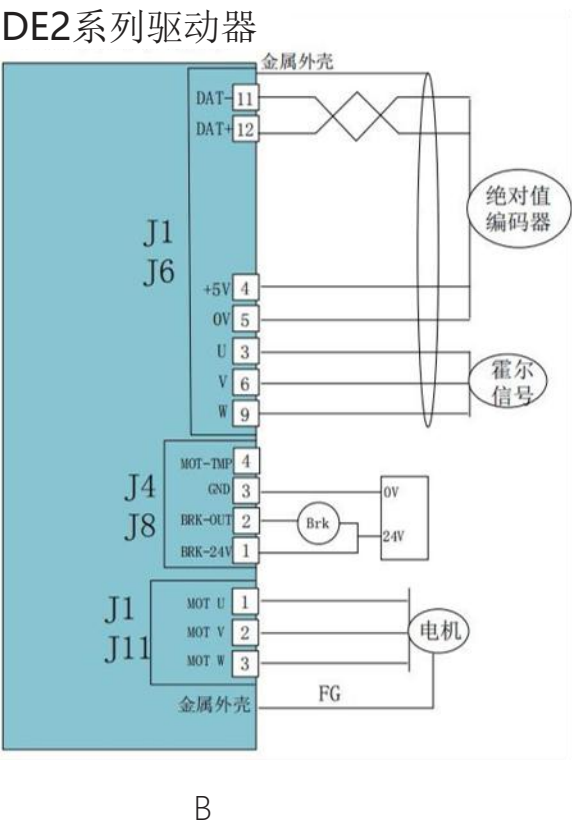 DE2系列驱动器
金属外壳
DAT- 11
DAT+ 12
绝对值
编码器
J1
J6
+5V 4
0V 5
U 3
V 6
W 9
霍尔
信号
MOT-TMP 4
J4
GND 3
0V
J8
BRK-OUT 2
Brk
24V
BRK-24V 1
J1
MOT U 1
MOT V 2
电机
J11
MOT W 3
金属外壳
FG
B